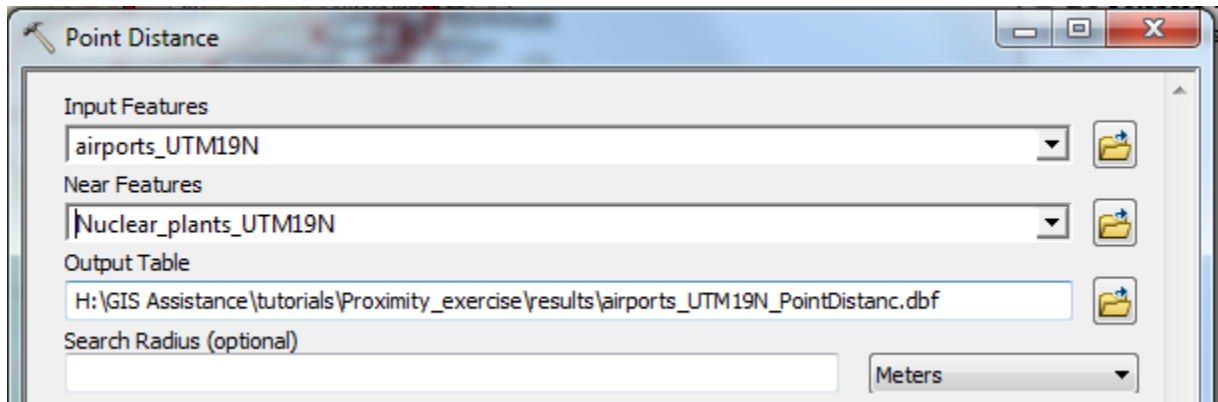 Point Distance
Input Features
airports_UTM19N
Near Features
Nuclear_plants_UTM19N
Output Table
H:\GIS Assistance\tutorials\Proximity_exercise\results\airports_UTM19N_PointDistanc.dbf
Search Radius (optional)
Meters